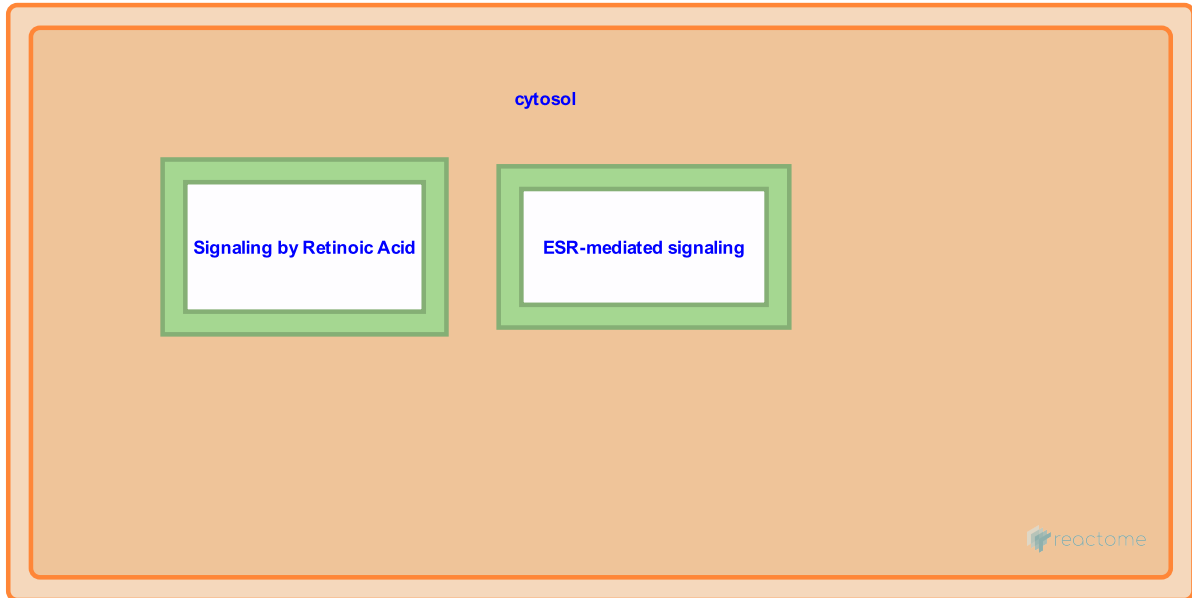 cytosol
Signaling by Retinoic Acid
ESR-mediated signaling
reactome